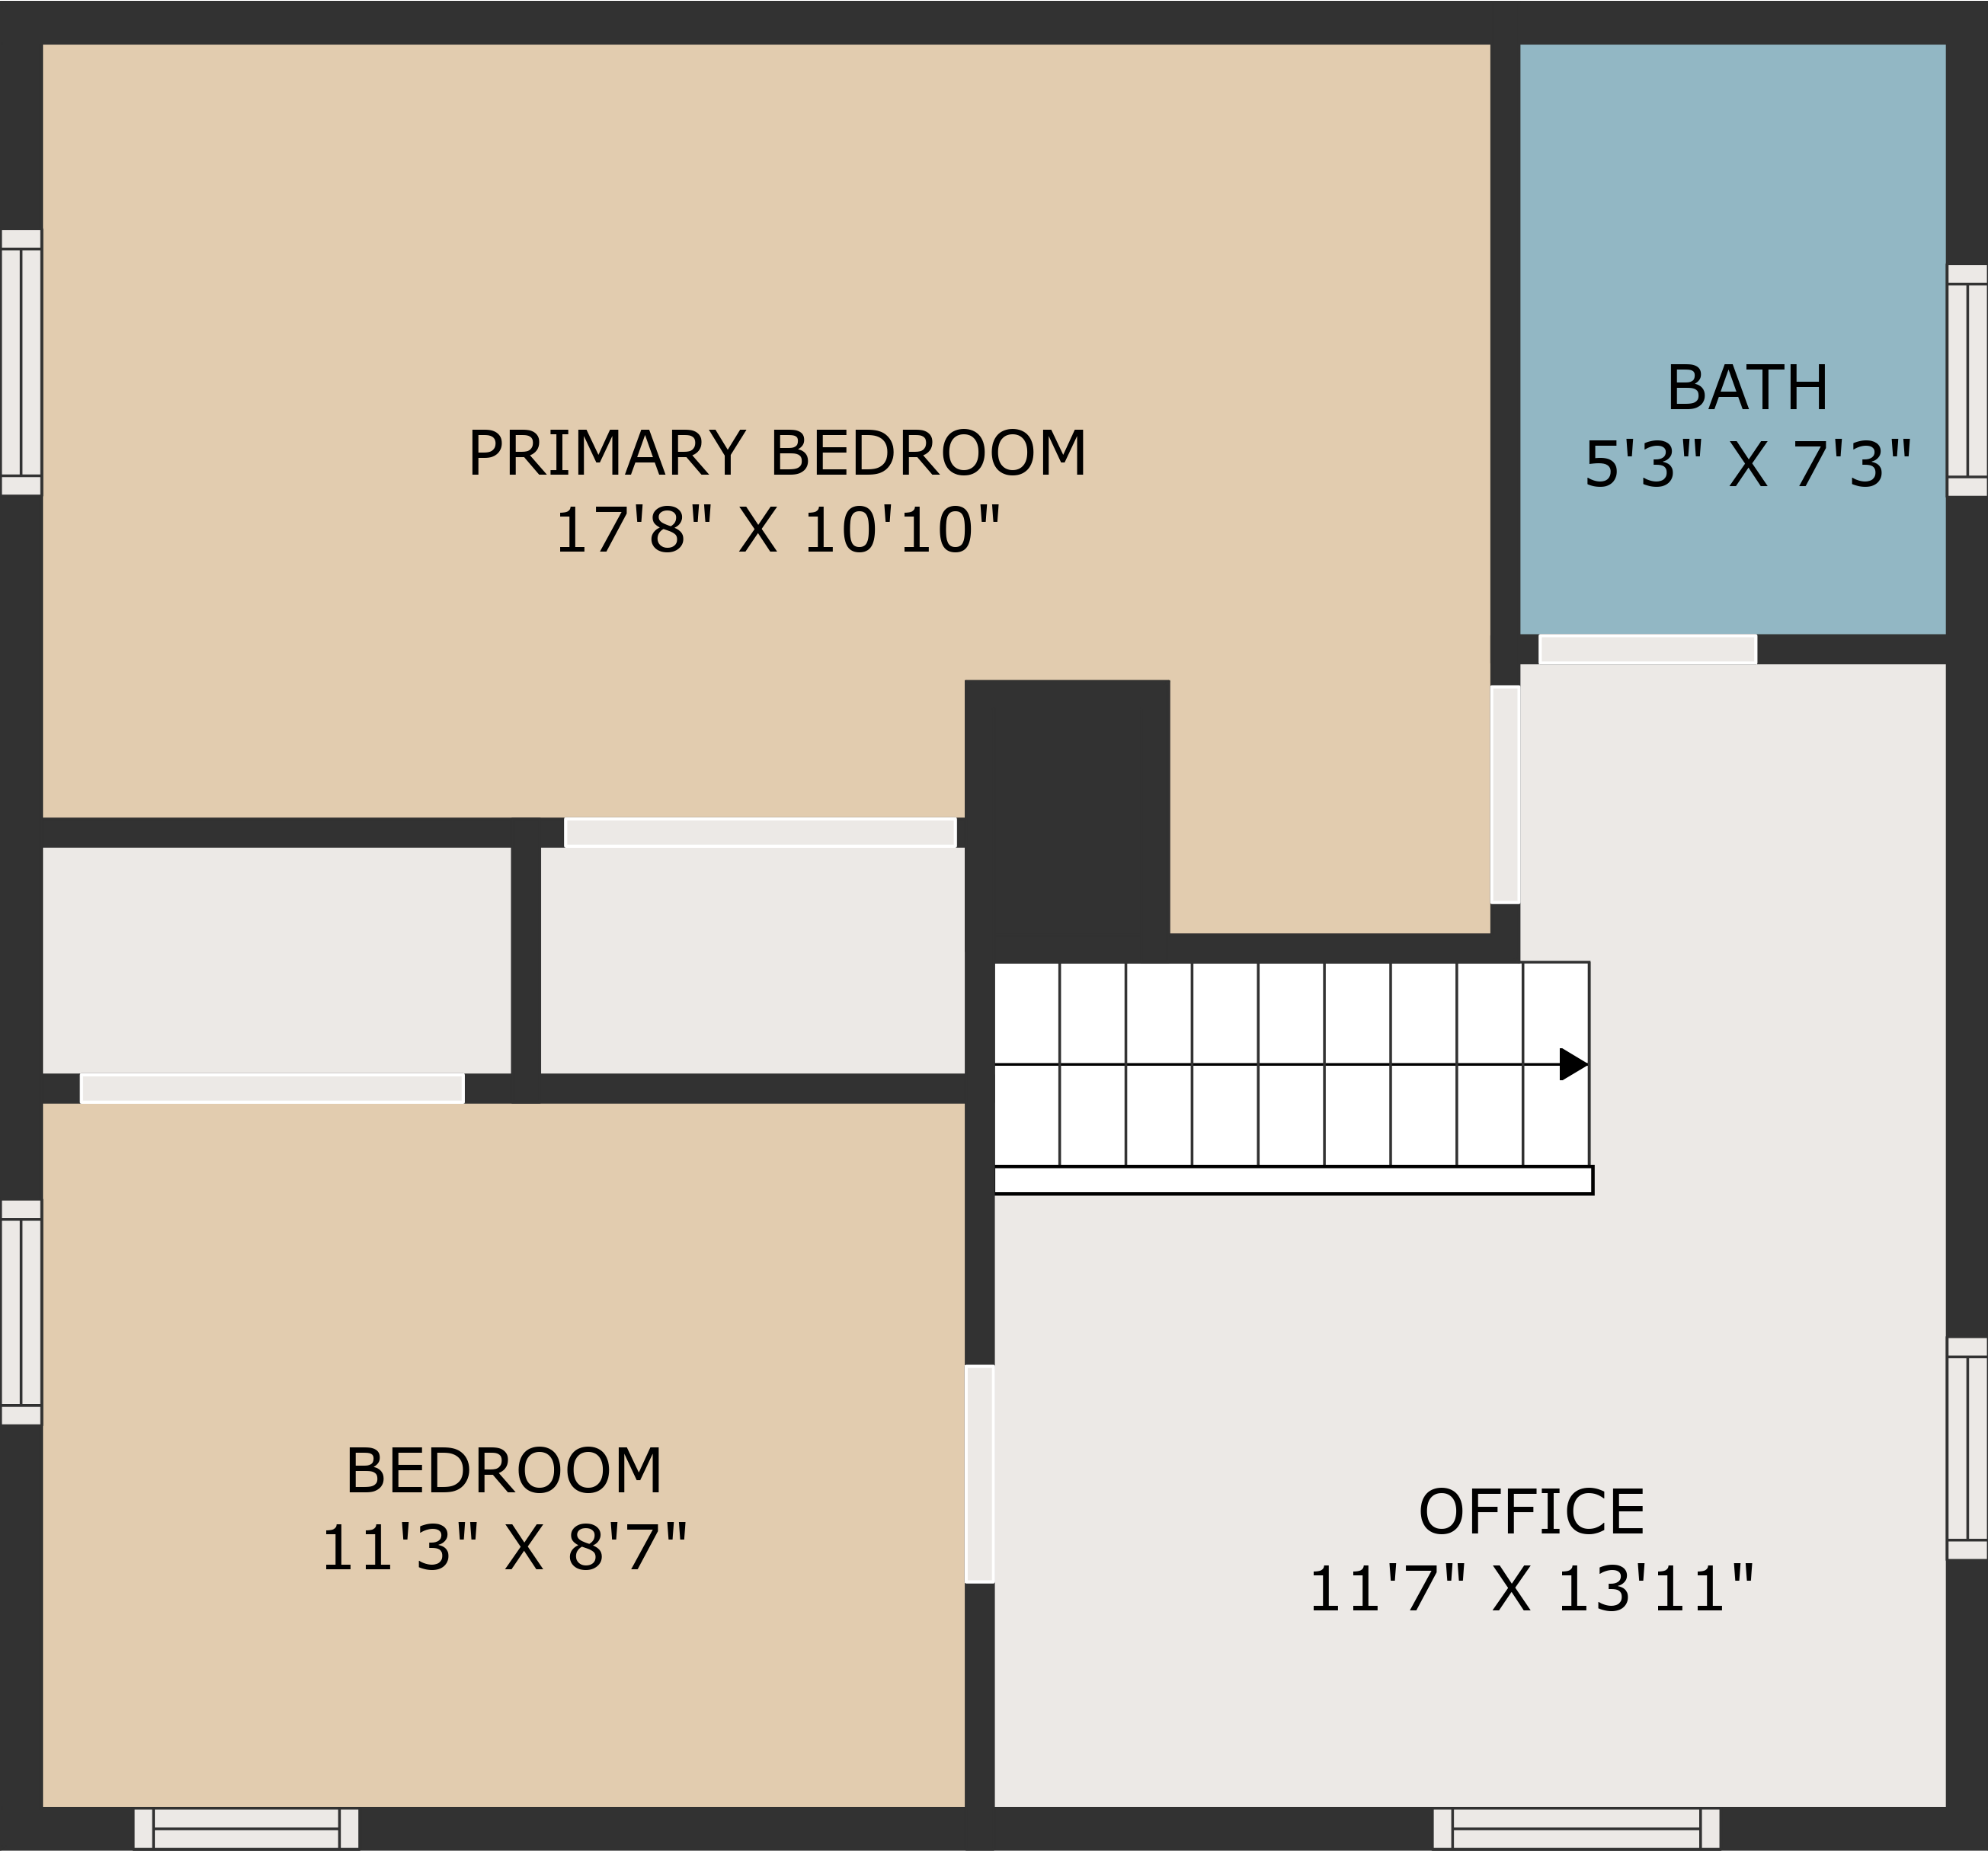 PRIMARY BEDROOM
17'8" X 10'10"
BATH
5'3" X 7'3"
BEDROOM
11'3" X 8'7"
OFFICE
11'7" X 13'11"